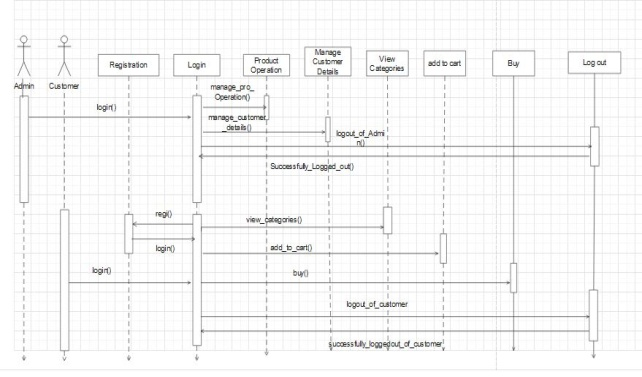 Registration
Login
Product
Operation
Manage
Customer
Details
View
Categories
add to cart
Buy
Log out
Admin
Customer
manage_pro_
Operation()
login()
manage_customer
_details()
logout_of_Admi
n()
Successfully_Logged_out()
regi()
view_categories()
login()
add_to_cart()
login()
buy()
logout_of_customer
successfully_loggedout_of_customer